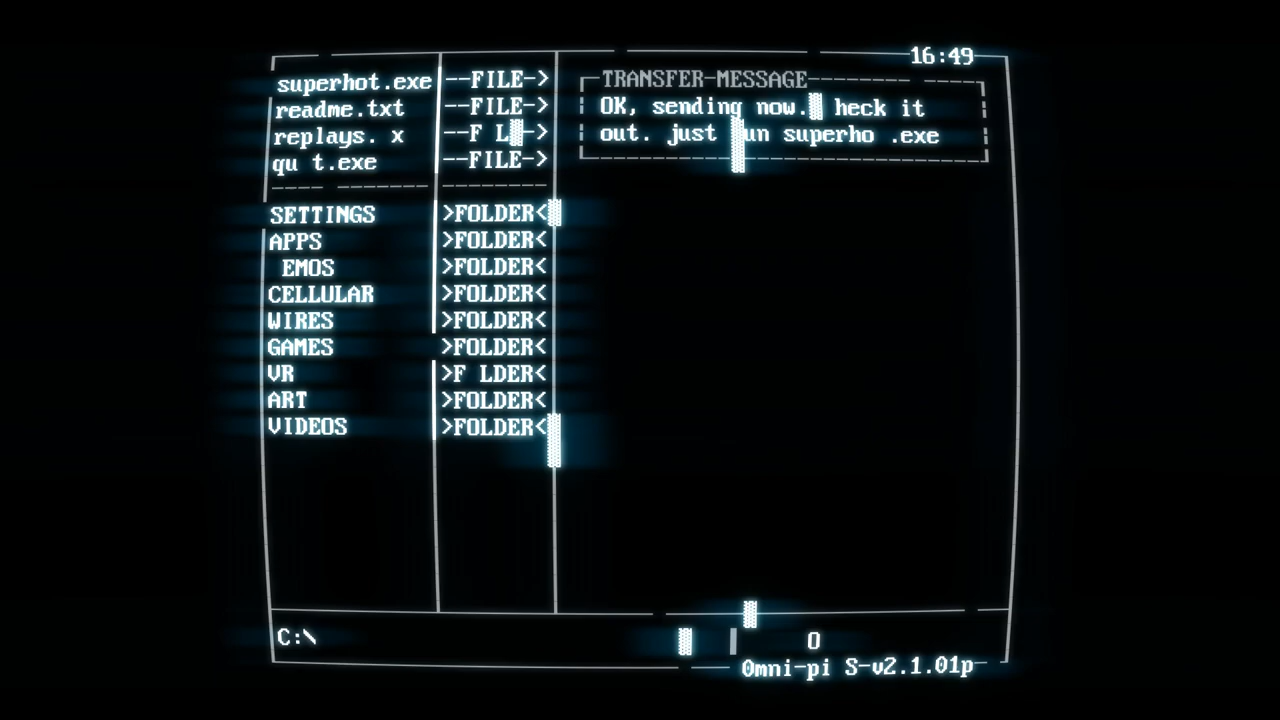 16:49
superhot.exe --FILE->
readme.txt --FILE->
replays. x --F L ->
qu t.exe --FILE->
SETTINGS >FOLDER<
APPS >FOLDER<
EMOS >FOLDER<
CELLULAR >FOLDER<
WIRES >FOLDER<
GAMES >FOLDER<
VR >F LDER<
ART >FOLDER<
VIDEOS >FOLDER<
TRANSFER-MESSAGE
OK, sending now. heck it
out. just un superho .exe
C:\
0
Omni-pi S-v2.1.01p